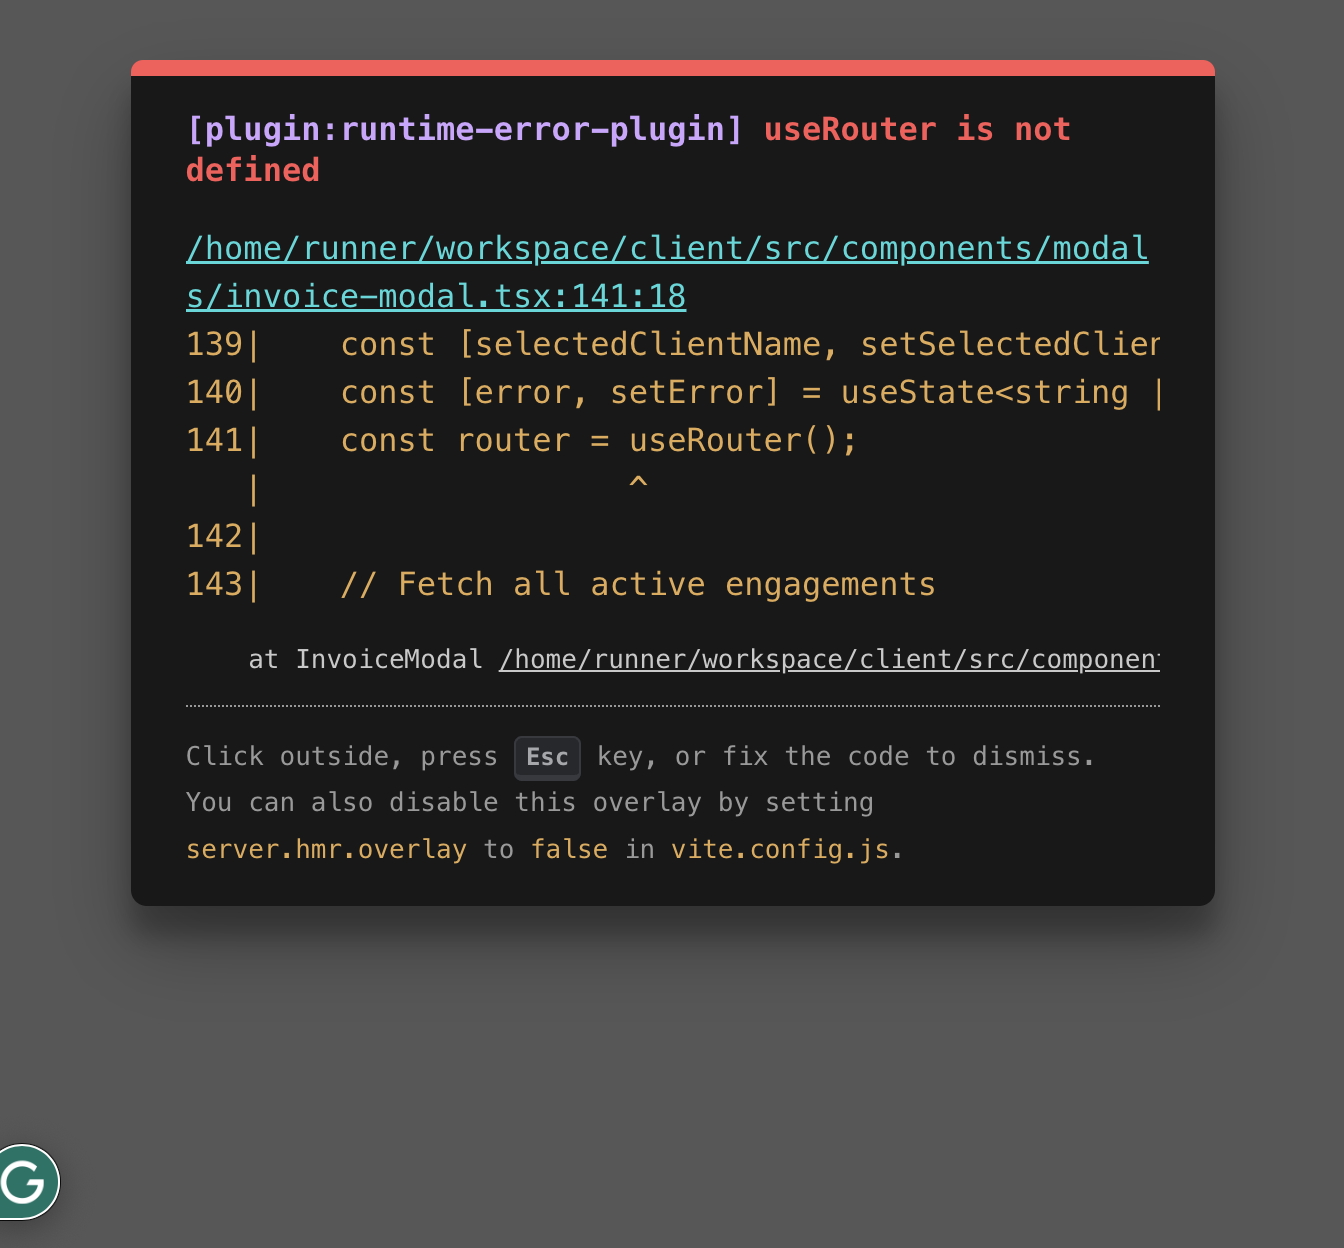 [plugin:runtime-error-plugin] useRouter is not
defined
/home/runner/workspace/client/src/components/modal
s/invoice-modal.tsx:141:18
139|    const [selectedClientName, setSelectedClien
140|    const [error, setError] = useState<string |
141|    const router = useRouter();
   |                   ^
142|
143|    // Fetch all active engagements
    at InvoiceModal /home/runner/workspace/client/src/component
Click outside, press Esc key, or fix the code to dismiss.
You can also disable this overlay by setting
server.hmr.overlay to false in vite.config.js.
G